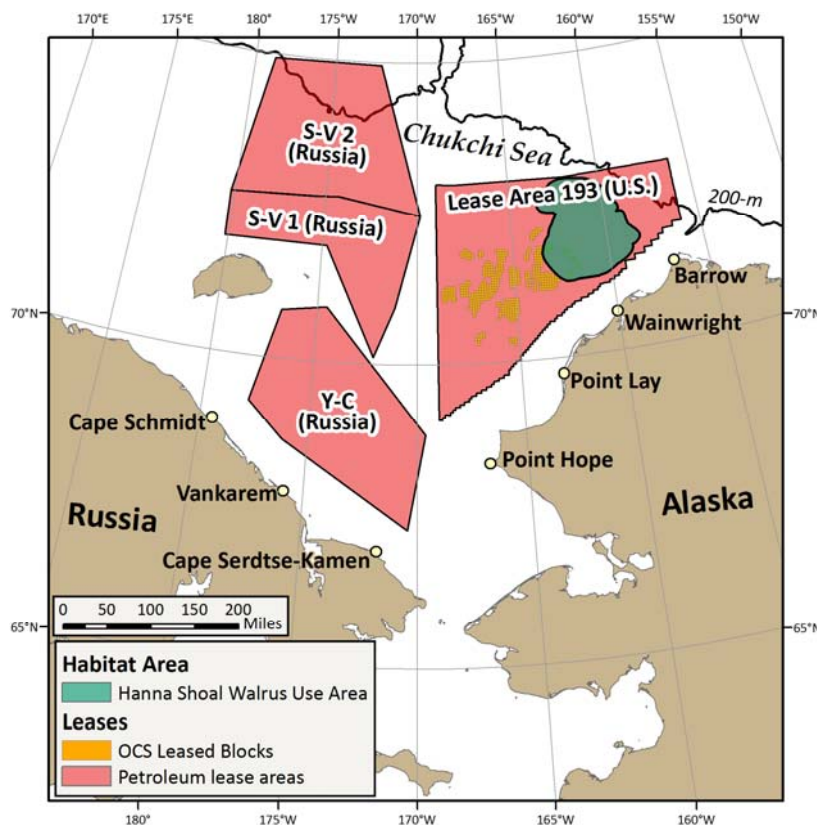 170°E 180° 175°W 170°W 165°W 160°W 155°W 150°W
S-V 2
(Russia)
Chukchi Sea
Lease Area 193 (U.S.)
200-m
S-V 1 (Russia)
Barrow
70°N
70°N
Wainwright
Point Lay
Y-C
(Russia)
Cape Schmidt
Point Hope
Vankarem
Russia
Alaska
Cape Serdtse-Kamen
0 50 100 150 200
Miles
65°N
65°N
Habitat Area
Hanna Shoal Walrus Use Area
Leases
OCS Leased Blocks
Petroleum lease areas
180° 175°W 170°W 165°W 160°W